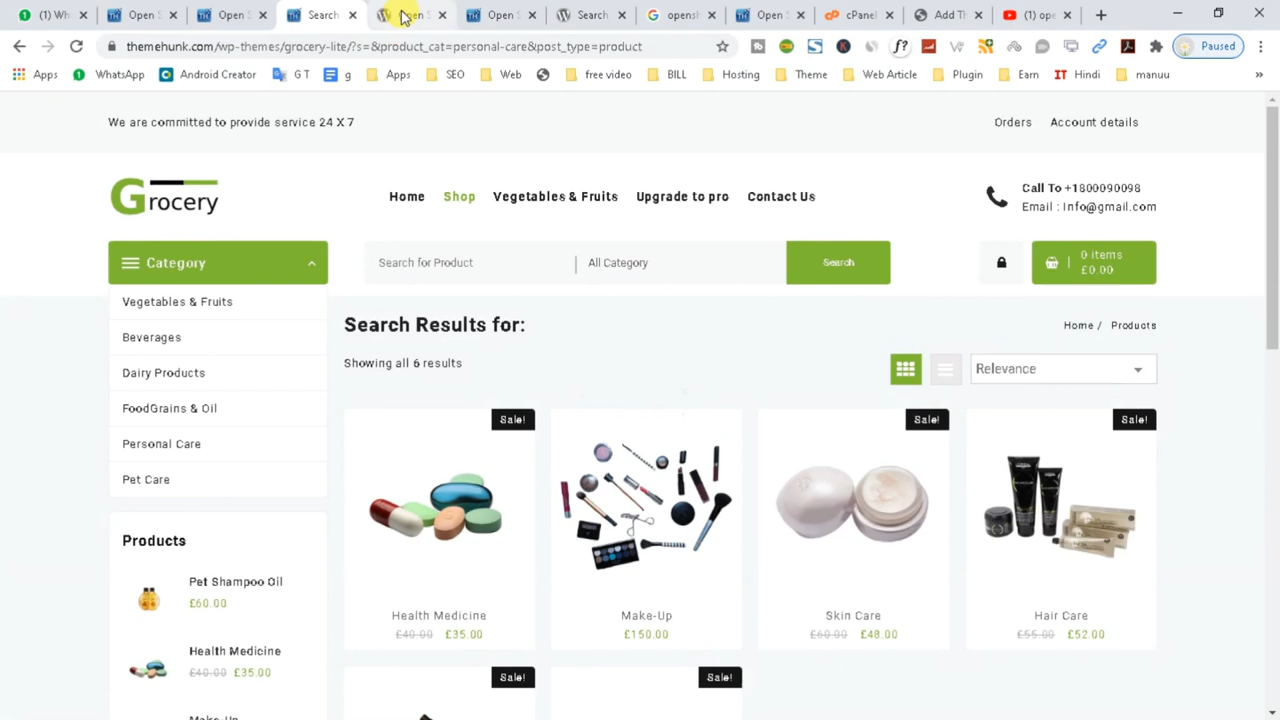 (1) Wh
Open S
Open S
Search
Open S
Open S
Search
opensh
Open S
cPanel
Add Th
(1) ope
themehunk.com/wp-themes/grocery-lite/?s=&product_cat=personal-care&post_type=product
Paused
Apps WhatsApp Android Creator G T g Apps SEO Web free video BILL Hosting Theme Web Article Plugin Earn IT Hindi manuu
We are committed to provide service 24 X 7
Orders Account details
Grocery
Home Shop Vegetables & Fruits Upgrade to pro Contact Us
Call To +1800090098
Email : Info@gmail.com
Category
Search for Product
All Category
Search
0 items
£0.00
Vegetables & Fruits
Beverages
Dairy Products
FoodGrains & Oil
Personal Care
Pet Care
Search Results for:
Home / Products
Showing all 6 results
Relevance
Sale!
Sale!
Sale!
Health Medicine
£40.00 £35.00
Make-Up
£150.00
Skin Care
£60.00 £48.00
Hair Care
£55.00 £52.00
Sale!
Sale!
Products
Pet Shampoo Oil
£60.00
Health Medicine
£40.00 £35.00
Make-Up